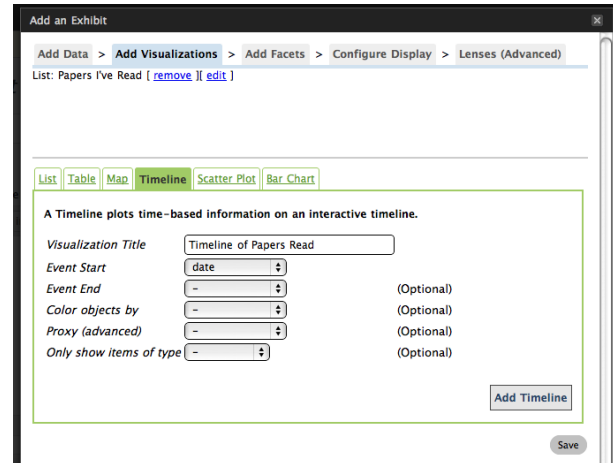 Add an Exhibit
Add Data > Add Visualizations > Add Facets > Configure Display > Lenses (Advanced)
List: Papers I've Read [ remove ][ edit ]
List Table Map Timeline Scatter Plot Bar Chart
A Timeline plots time-based information on an interactive timeline.
Visualization Title Timeline of Papers Read
Event Start date
Event End - (Optional)
Color objects by - (Optional)
Proxy (advanced) - (Optional)
Only show items of type - (Optional)
Add Timeline
Save